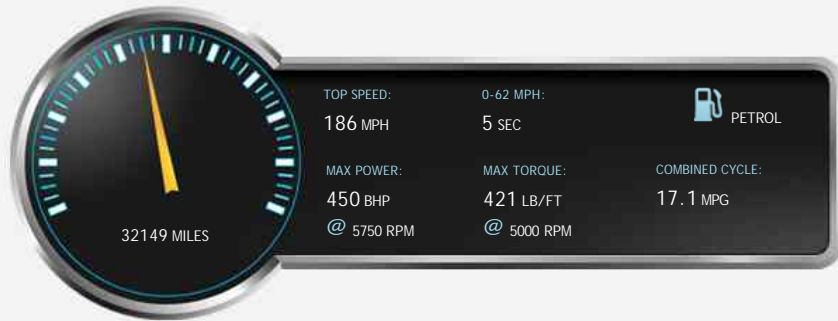 TOP SPEED:
186 MPH
0-62 MPH:
5 SEC
PETROL
MAX POWER:
450 BHP
@ 5750 RPM
MAX TORQUE:
421 LB/FT
@ 5000 RPM
COMBINED CYCLE:
17.1 MPG
32149 MILES